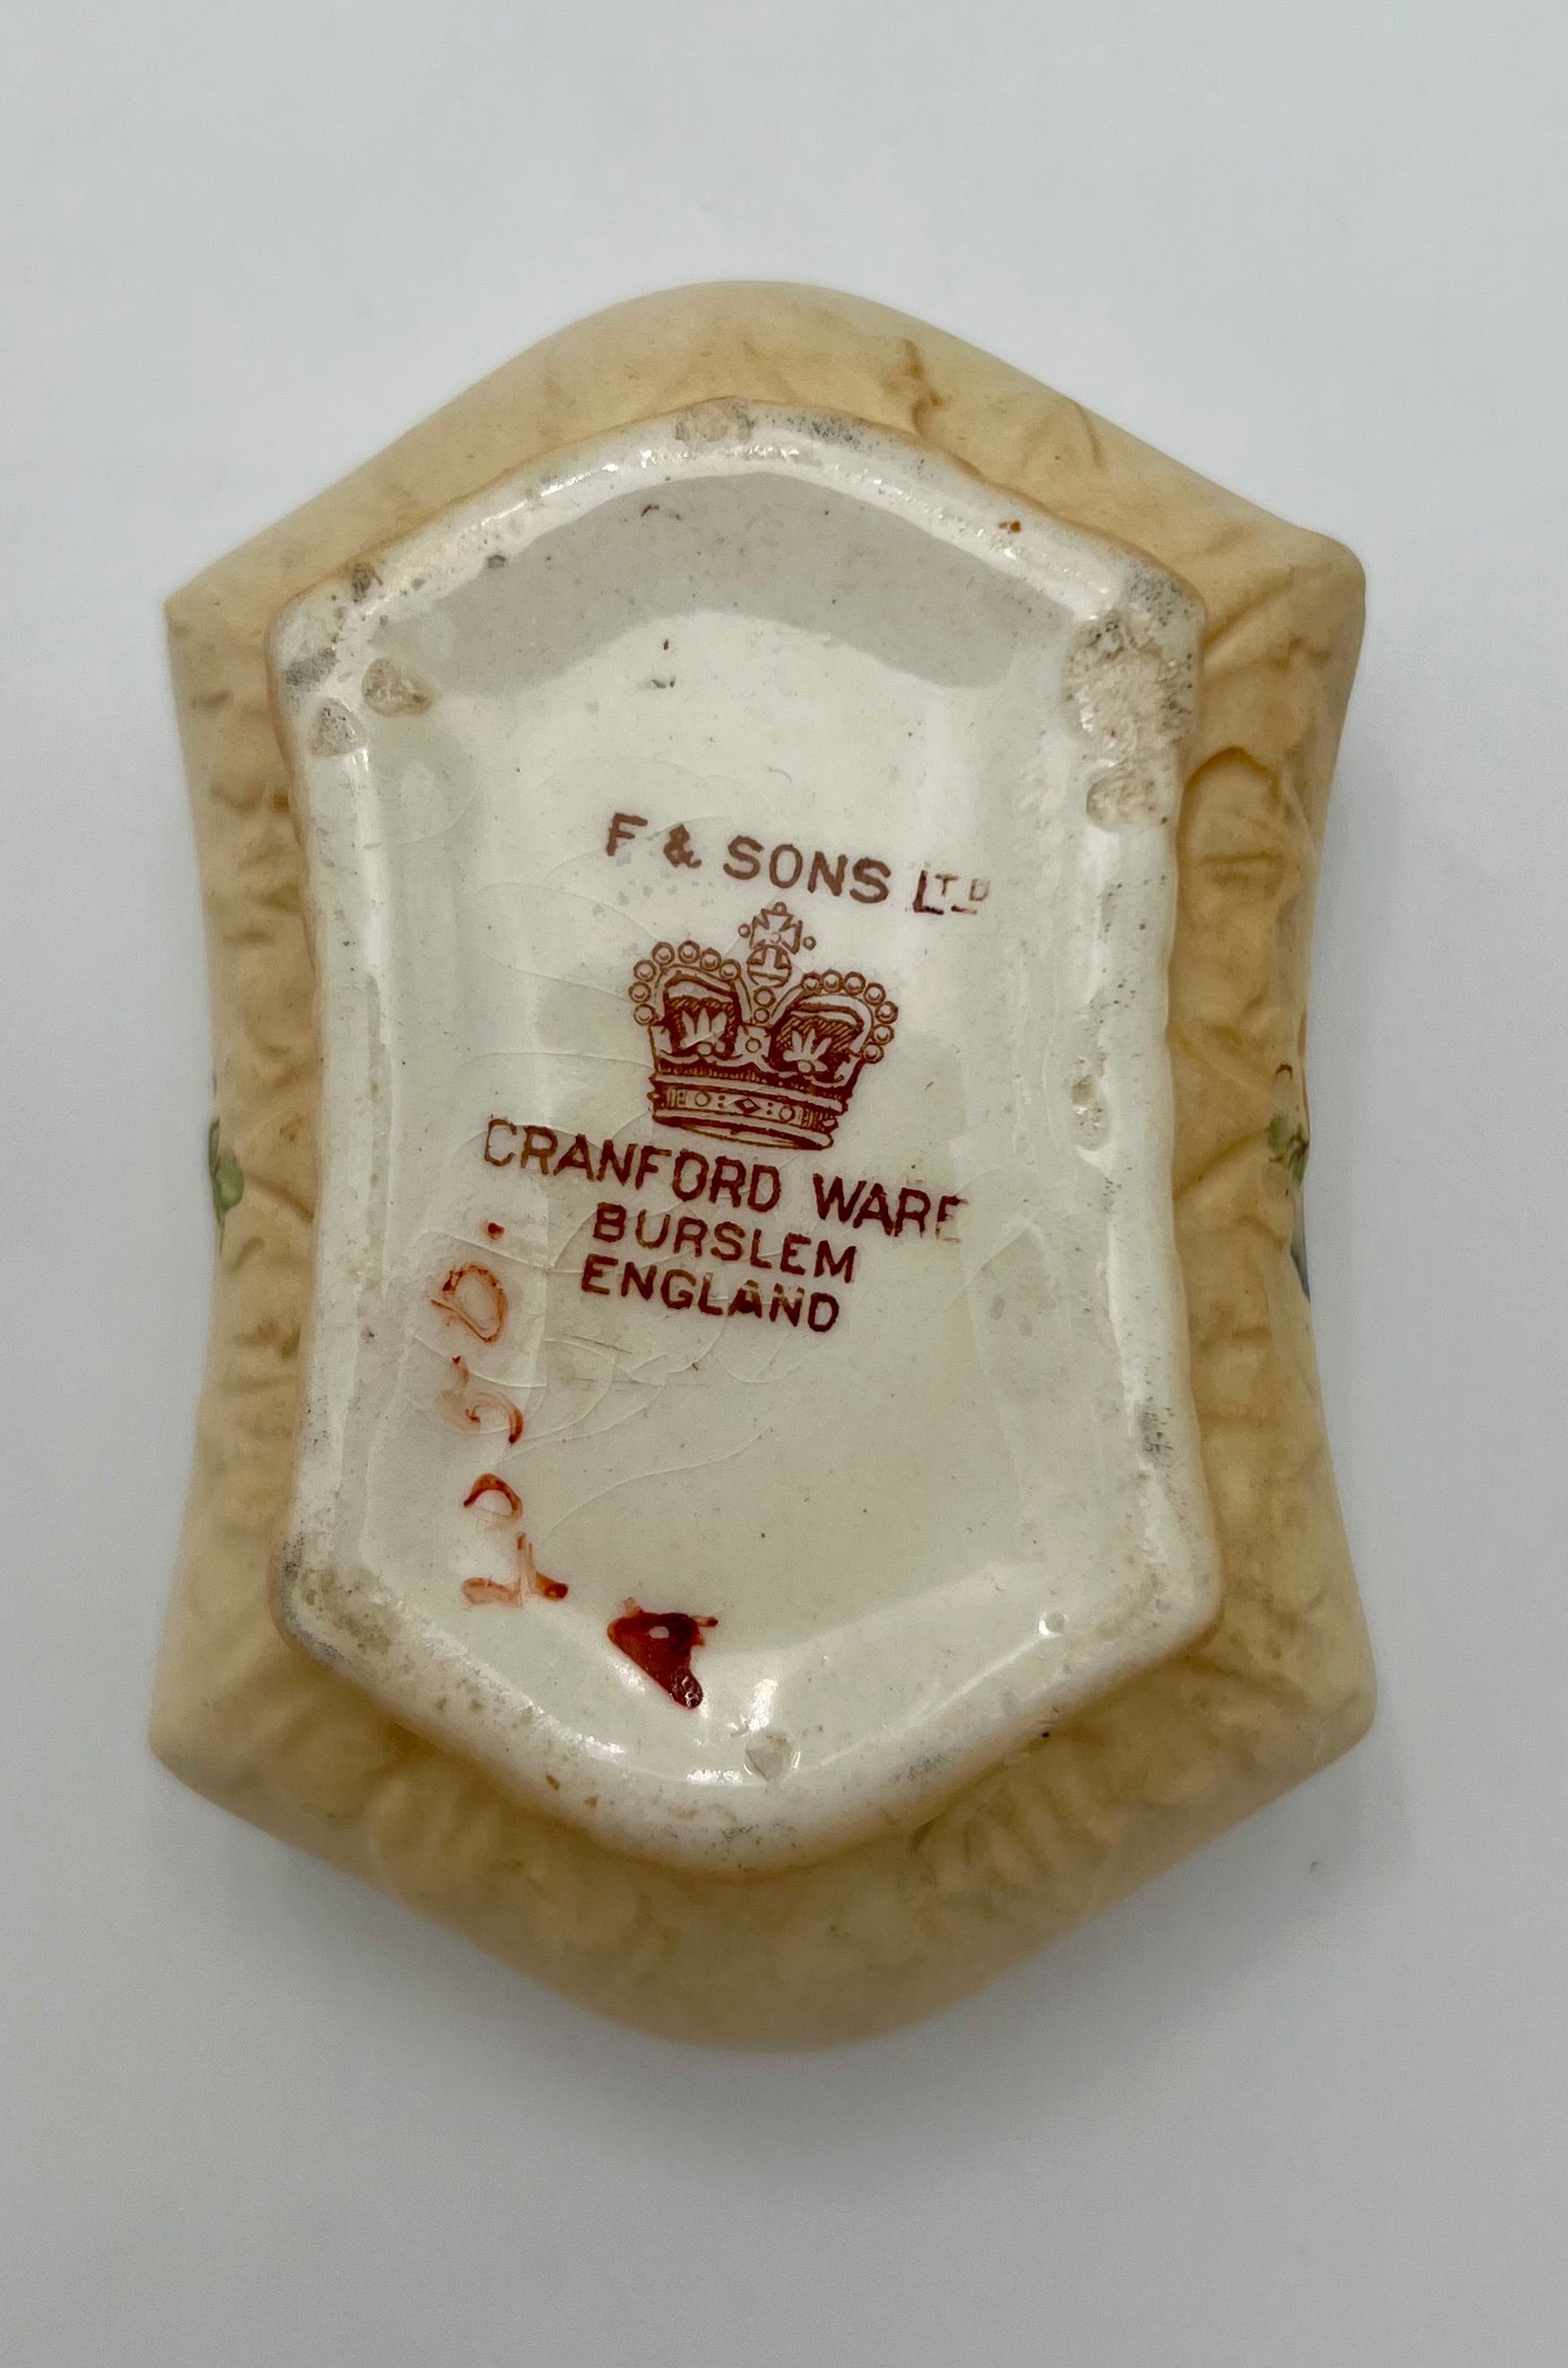 F & SONS LTD
CRANFORD WARE
BURSLEM
ENGLAND